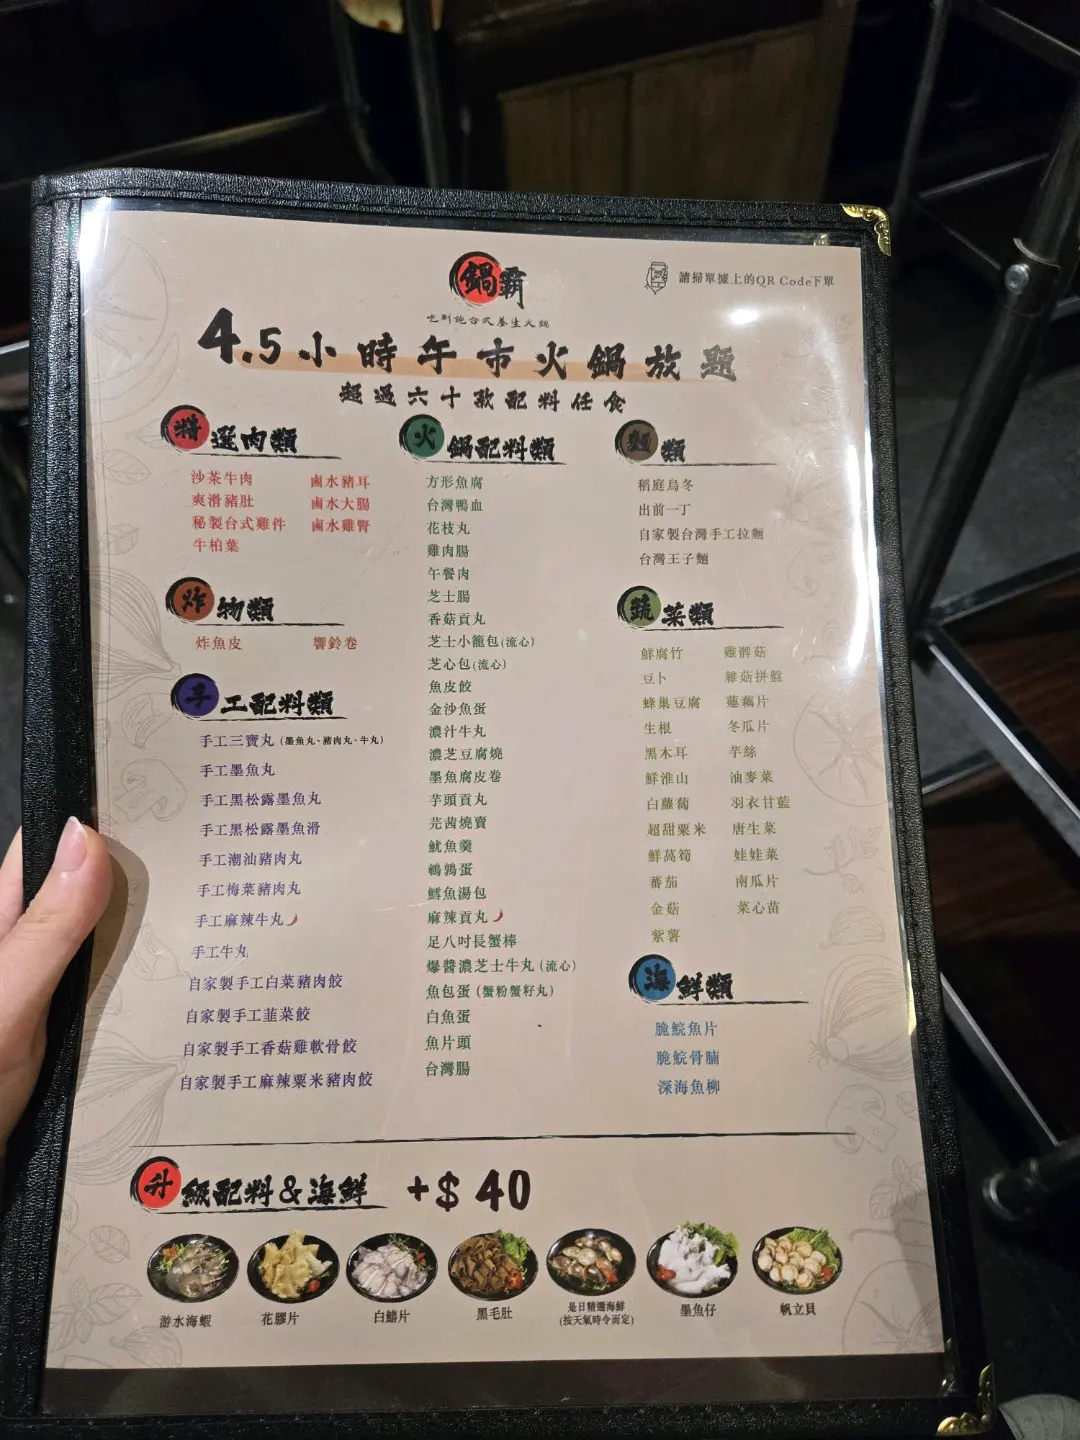 鍋霸
吃到飽台式養生火鍋
請掃單據上的QR Code下單
4.5小時午市火鍋放題
超過六十款配料任食
精選肉類
沙茶牛肉
鹵水豬耳
爽滑豬肚
鹵水大腸
秘製台式雞件
鹵水雞腎
牛柏葉
炸物類
炸魚皮
響鈴卷
手工配料類
手工三寶丸(墨魚丸、豬肉丸、牛丸)
手工墨魚丸
手工黑松露墨魚丸
手工黑松露墨魚滑
手工潮汕豬肉丸
手工梅菜豬肉丸
手工麻辣牛丸
手工牛丸
自家製手工白菜豬肉餃
自家製手工韮菜餃
自家製手工香菇雞軟骨餃
自家製手工麻辣粟米豬肉餃
火鍋配料類
方形魚腐
台灣鴨血
花枝丸
雞肉腸
午餐肉
芝士腸
香菇貢丸
芝士小籠包(流心)
芝心包(流心)
魚皮餃
金沙魚蛋
濃汁牛丸
濃芝豆腐燒
墨魚腐皮卷
芋頭貢丸
芫茜燒賣
魷魚羹
鵪鶉蛋
鱈魚湯包
麻辣貢丸
足八吋長蟹棒
爆醬濃芝士牛丸(流心)
魚包蛋(蟹粉蟹籽丸)
白魚蛋
魚片頭
台灣腸
麵類
稻庭烏冬
出前一丁
自家製台灣手工拉麵
台灣王子麵
蔬菜類
鮮腐竹
雞髀菇
豆卜
雜菇拼盤
蜂巢豆腐
蓮藕片
生根
冬瓜片
黑木耳
芋絲
鮮淮山
油麥菜
白蘿蔔
羽衣甘藍
超甜粟米
唐生菜
鮮萵筍
娃娃菜
蕃茄
南瓜片
金菇
菜心苗
紫薯
海鮮類
脆鯇魚片
脆鯇骨腩
深海魚柳
升級配料&海鮮 +$40
游水海蝦
花膠片
白鱔片
黑毛肚
是日精選海鮮
(按天氣時令而定)
墨魚仔
帆立貝